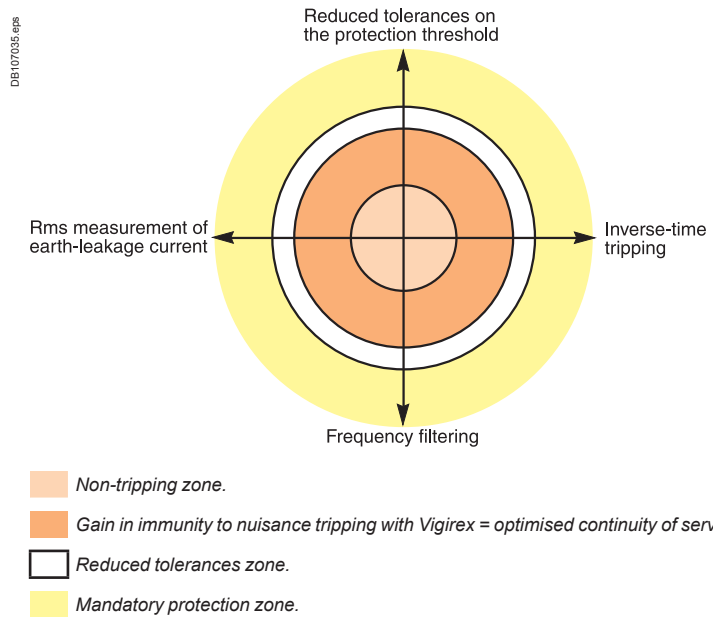 DB107035.eps
Reduced tolerances on
the protection threshold
Rms measurement of
earth-leakage current
Inverse-time
tripping
Frequency filtering
Non-tripping zone.
Gain in immunity to nuisance tripping with Vigirex = optimised continuity of serv
Reduced tolerances zone.
Mandatory protection zone.